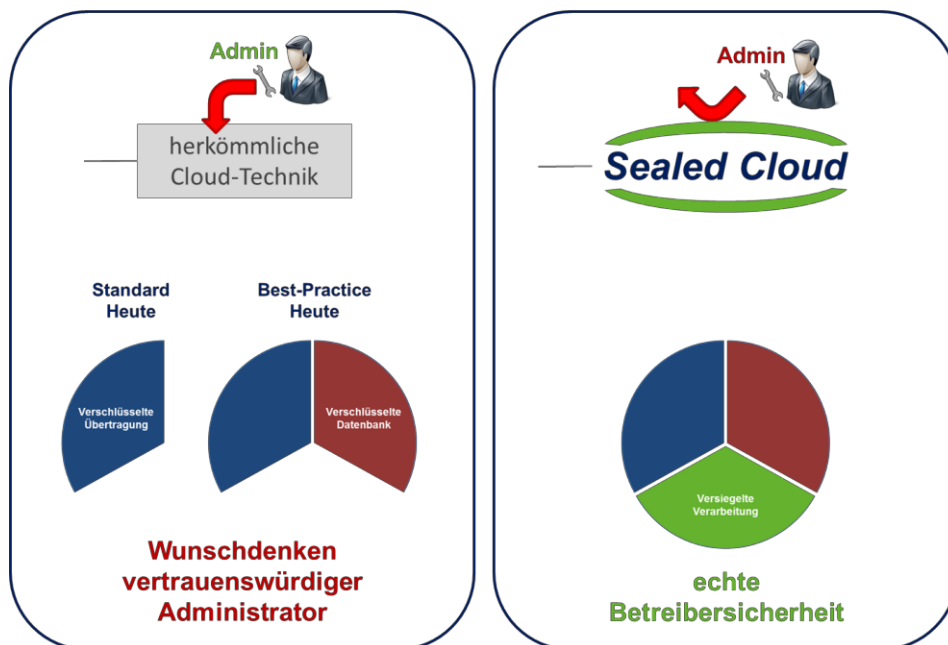 Admin
herkömmliche
Cloud-Technik
Standard
Heute
Best-Practice
Heute
Verschlüsselte
Übertragung
Verschlüsselte
Datenbank
Wunschdenken
vertrauenswürdiger
Administrator
Admin
Sealed Cloud
Versiegelte
Verarbeitung
echte
Betreibersicherheit